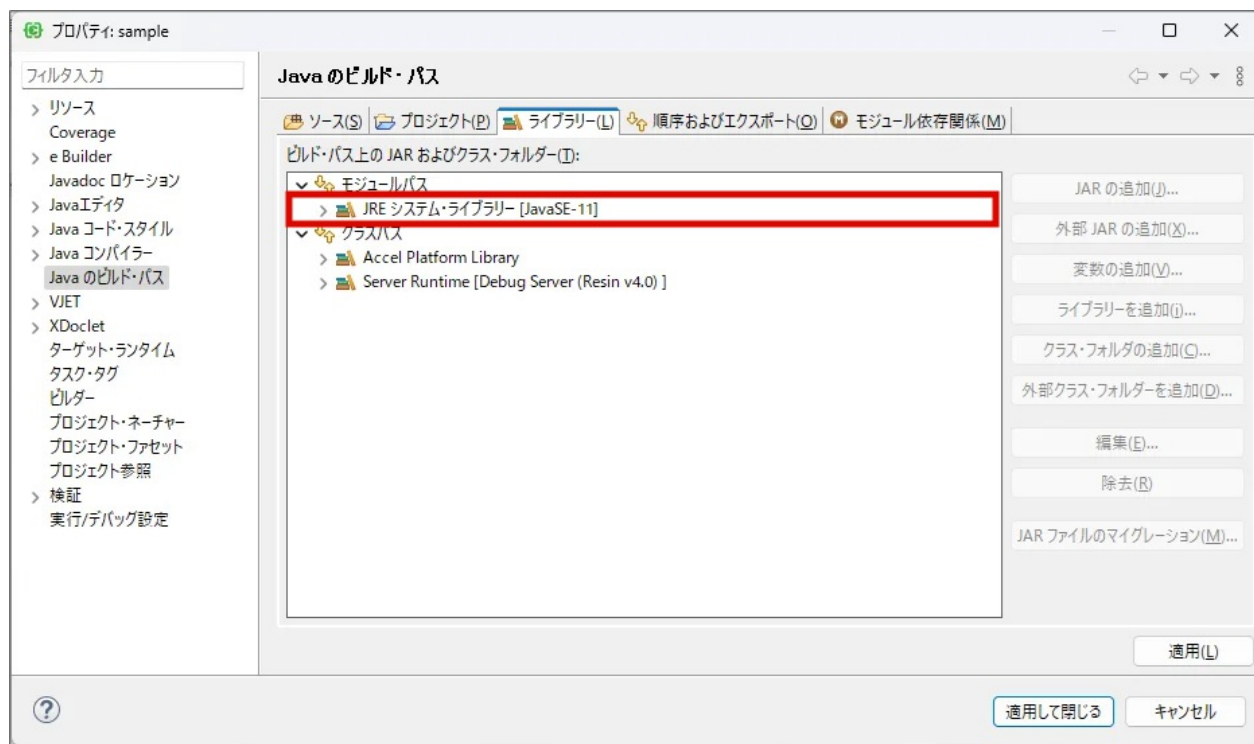 プロパティ: sample
フィルタ入力
リソース
Coverage
e Builder
Javadoc ロケーション
Javaエディタ
Java コード・スタイル
Java コンパイラー
Java のビルド・パス
VJET
XDoclet
ターゲット・ランタイム
タスク・タグ
ビルダー
プロジェクト・ネーチャー
プロジェクト・ファセット
プロジェクト参照
検証
実行/デバッグ設定
Java のビルド・パス
ソース(S) プロジェクト(P) ライブラリー(L) 順序およびエクスポート(O) モジュール依存関係(M)
ビルド・パス上の JAR およびクラス・フォルダー(T):
モジュールパス
JRE システム・ライブラリー [JavaSE-11]
クラスパス
Accel Platform Library
Server Runtime [Debug Server (Resin v4.0) ]
JAR の追加(J)...
外部 JAR の追加(X)...
変数の追加(V)...
ライブラリーを追加(i)...
クラス・フォルダの追加(C)...
外部クラス・フォルダーを追加(D)...
編集(E)...
除去(R)
JAR ファイルのマイグレーション(M)...
適用(L)
適用して閉じる
キャンセル